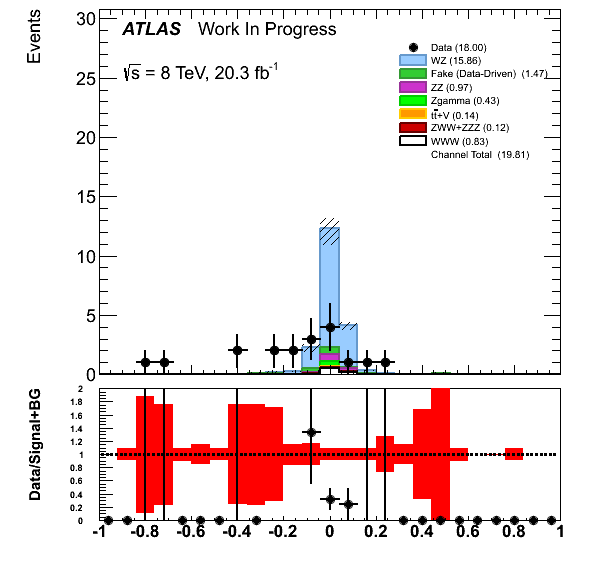 Events
ATLAS Work In Progress
√s = 8 TeV, 20.3 fb-1
Data (18.00)
WZ (15.86)
Fake (Data-Driven) (1.47)
ZZ (0.97)
Zgamma (0.43)
tt̄+V (0.14)
ZWW+ZZZ (0.12)
WWW (0.83)
Channel Total (19.81)
30
25
20
15
10
5
0
Data/Signal+BG
2
1.8
1.6
1.4
1.2
1
0.8
0.6
0.4
0.2
0
-1 -0.8 -0.6 -0.4 -0.2 0 0.2 0.4 0.6 0.8 1